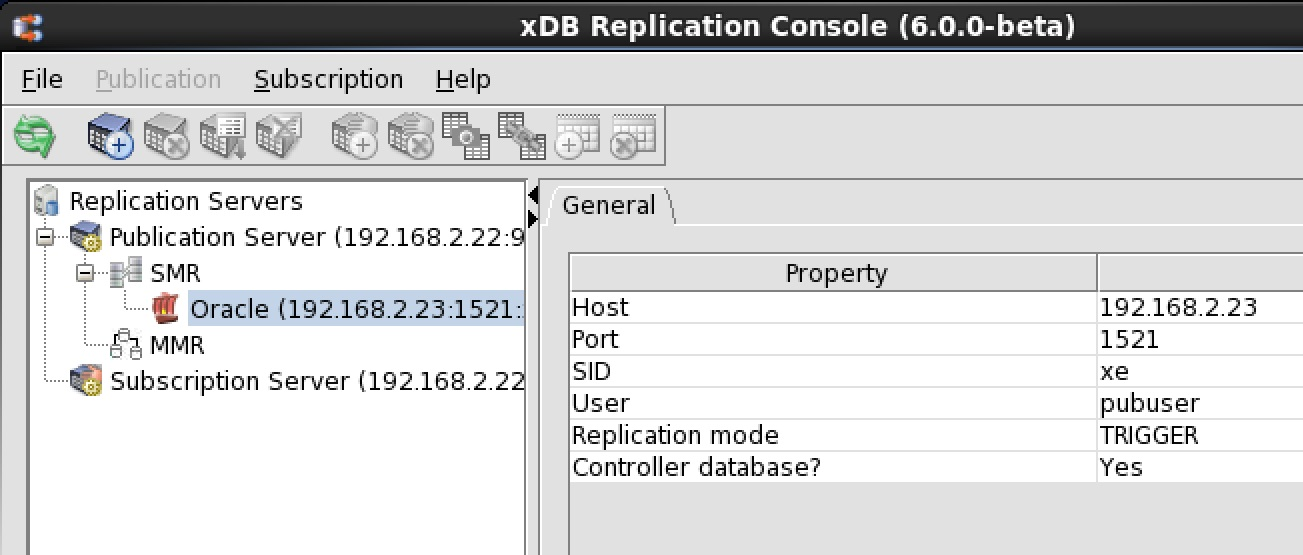 xDB Replication Console (6.0.0-beta)
File Publication Subscription Help
Replication Servers
Publication Server (192.168.2.22:9
SMR
Oracle (192.168.2.23:1521:
MMR
Subscription Server (192.168.2.22
General
Property
Host 192.168.2.23
Port 1521
SID xe
User pubuser
Replication mode TRIGGER
Controller database? Yes